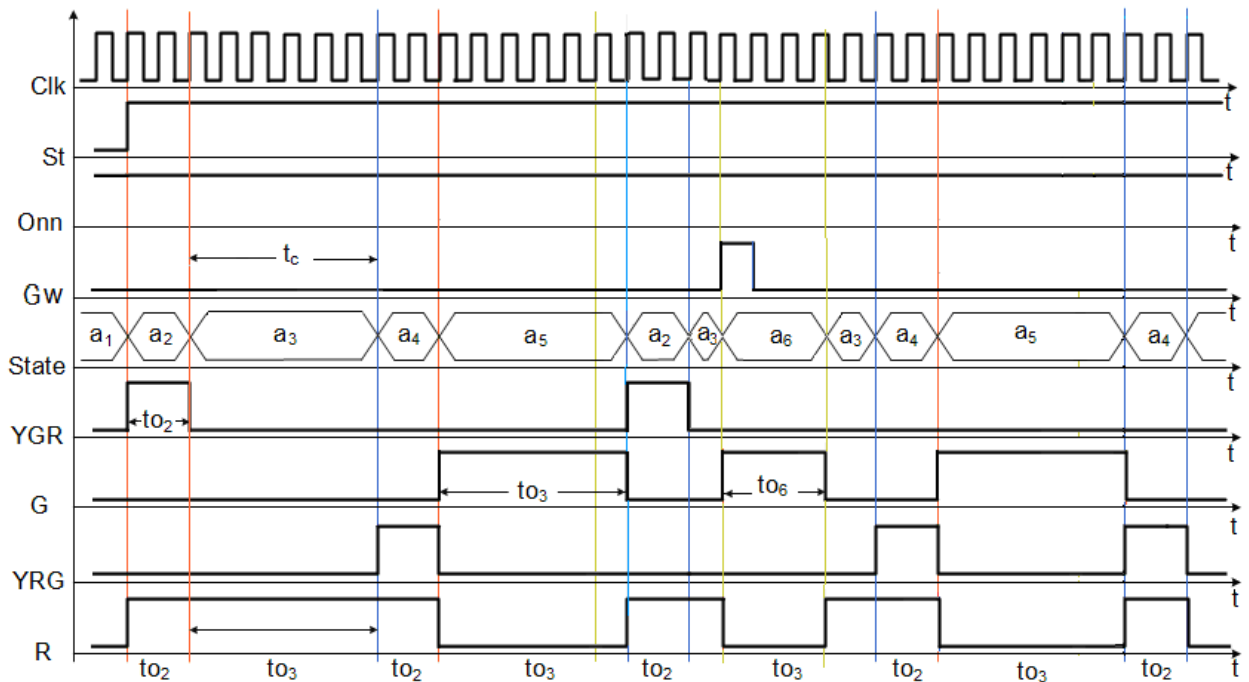 Clk t
St t
Onn t
t_c
Gw t
a₁ a₂ a₃ a₄ a₅ a₂ a₃ a₆ a₃ a₄ a₅ a₄ t
State t
to₂
YGR t
to₃ to₆
G t
YRG t
R t
to₂ to₃ to₂ to₃ to₂ to₃ to₂ to₃ to₂